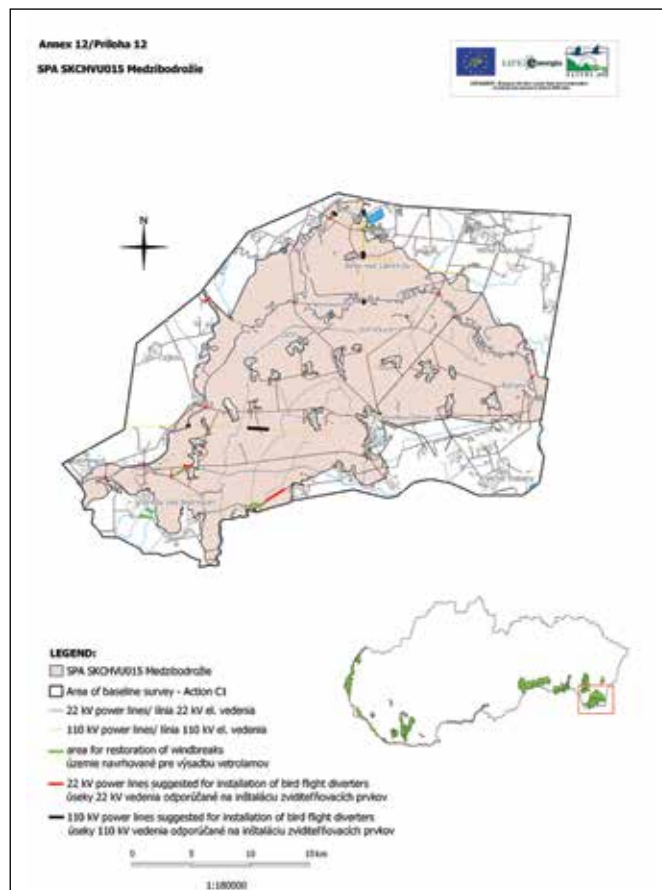 Annex 12/Príloha 12
SPA SKCHVU015 Medzibodrožie
N
LEGEND:
SPA SKCHVU015 Medzibodrožie
Area of baseline survey - Action C1
22 kV power lines/ línia 22 kV el. vedenia
110 kV power lines/ línia 110 kV el. vedenia
area for restoration of windbreaks
územie navrhované pre výsadbu vetrolamov
22 kV power lines suggested for installation of bird flight diverters
úseky 22 kV vedenia odporúčané na inštaláciu zviditeľňovacích prvkov
110 kV power lines suggested for installation of bird flight diverters
úseky 110 kV vedenia odporúčané na inštaláciu zviditeľňovacích prvkov
0 5 10 15 km
1:180000